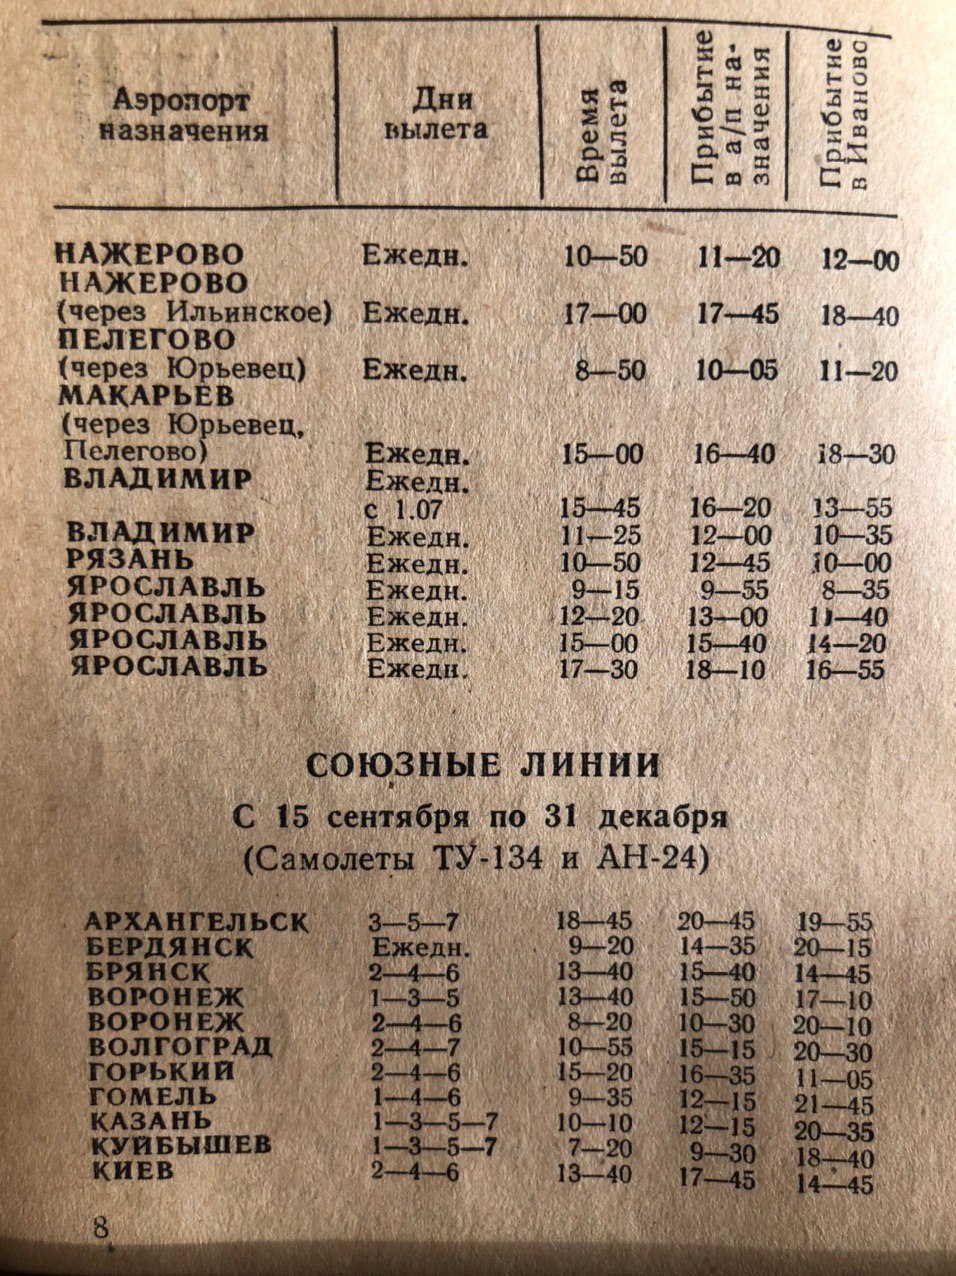 Аэропорт назначения | Дни вылета | Время вылета | Прибытие в а/п назначения | Прибытие в Иваново
НАЖЕРОВО Ежедн. 10—50 11—20 12—00
НАЖЕРОВО
(через Ильинское) Ежедн. 17—00 17—45 18—40
ПЕЛЕГОВО
(через Юрьевец) Ежедн. 8—50 10—05 11—20
МАКАРЬЕВ
(через Юрьевец,
Пелегово) Ежедн. 15—00 16—40 18—30
ВЛАДИМИР Ежедн.
с 1.07 15—45 16—20 13—55
ВЛАДИМИР Ежедн. 11—25 12—00 10—35
РЯЗАНЬ Ежедн. 10—50 12—45 10—00
ЯРОСЛАВЛЬ Ежедн. 9—15 9—55 8—35
ЯРОСЛАВЛЬ Ежедн. 12—20 13—00 11—40
ЯРОСЛАВЛЬ Ежедн. 15—00 15—40 14—20
ЯРОСЛАВЛЬ Ежедн. 17—30 18—10 16—55
СОЮЗНЫЕ ЛИНИИ
С 15 сентября по 31 декабря
(Самолеты ТУ-134 и АН-24)
АРХАНГЕЛЬСК 3—5—7 18—45 20—45 19—55
БЕРДЯНСК Ежедн. 9—20 14—35 20—15
БРЯНСК 2—4—6 13—40 15—40 14—45
ВОРОНЕЖ 1—3—5 13—40 15—50 17—10
ВОРОНЕЖ 2—4—6 8—20 10—30 20—10
ВОЛГОГРАД 2—4—7 10—55 15—15 20—30
ГОРЬКИЙ 2—4—6 15—20 16—35 11—05
ГОМЕЛЬ 1—4—6 9—35 12—15 21—45
КАЗАНЬ 1—3—5—7 10—10 12—15 20—35
КУЙБЫШЕВ 1—3—5—7 7—20 9—30 18—40
КИЕВ 2—4—6 13—40 17—45 14—45
8